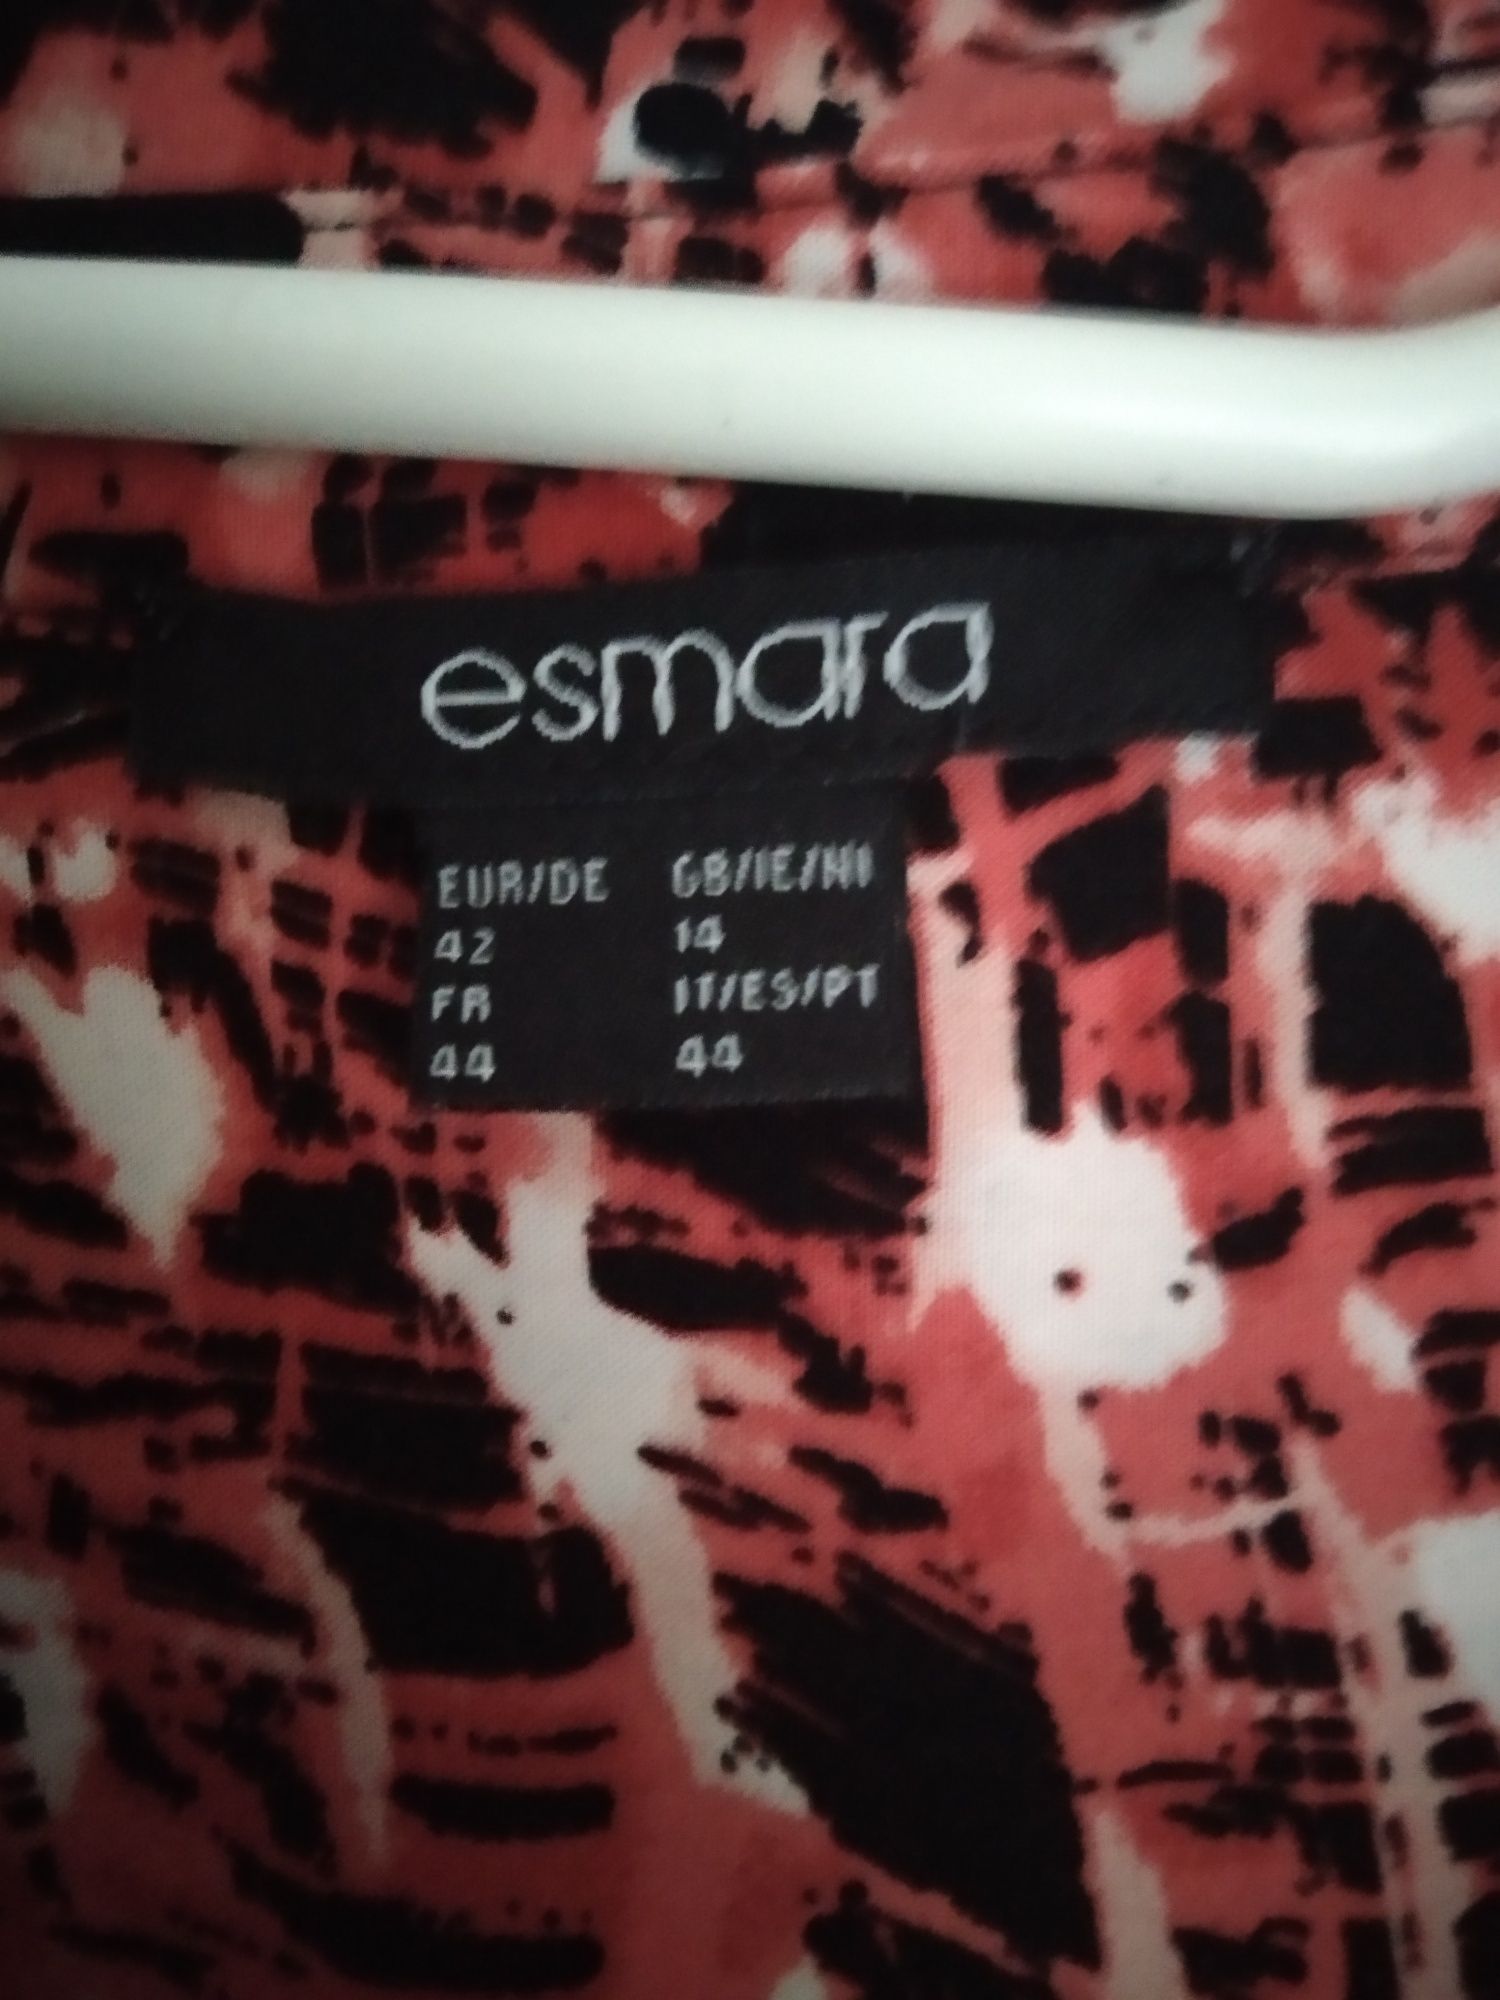 esmara
EUR/DE GB/IE/NI
42 14
FR IT/ES/PT
44 44